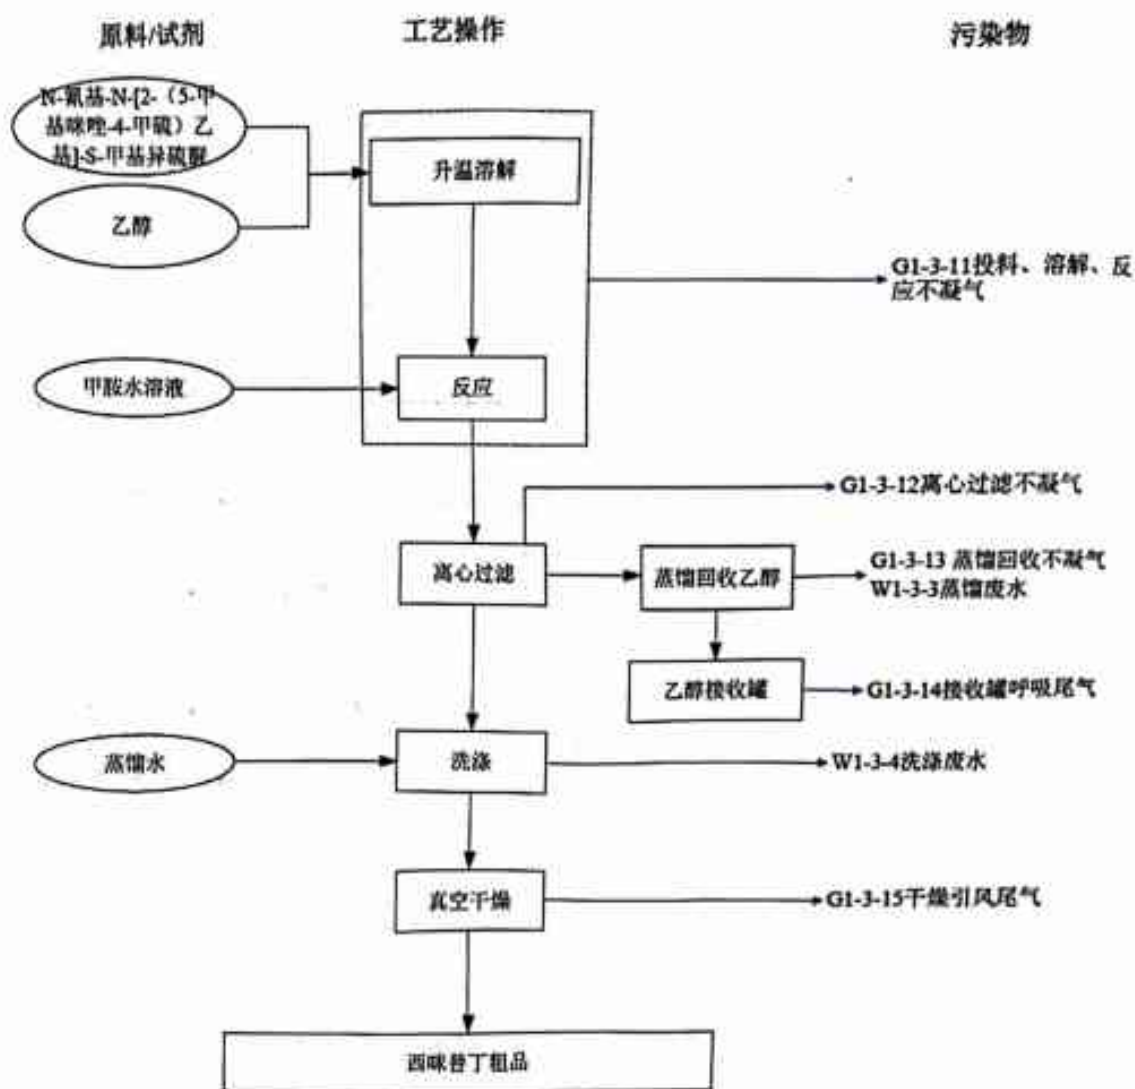 原料/试剂
工艺操作
污染物
N-氰基-N-[2-（5-甲
基咪唑-4-甲硫）乙
基]-S-甲基异硫脲
升温溶解
乙醇
G1-3-11投料、溶解、反
应不凝气
甲胺水溶液
反应
G1-3-12离心过滤不凝气
离心过滤
蒸馏回收乙醇
G1-3-13 蒸馏回收不凝气
W1-3-3蒸馏废水
乙醇接收罐
G1-3-14接收罐呼吸尾气
蒸馏水
洗涤
W1-3-4洗涤废水
真空干燥
G1-3-15干燥引风尾气
西咪替丁粗品